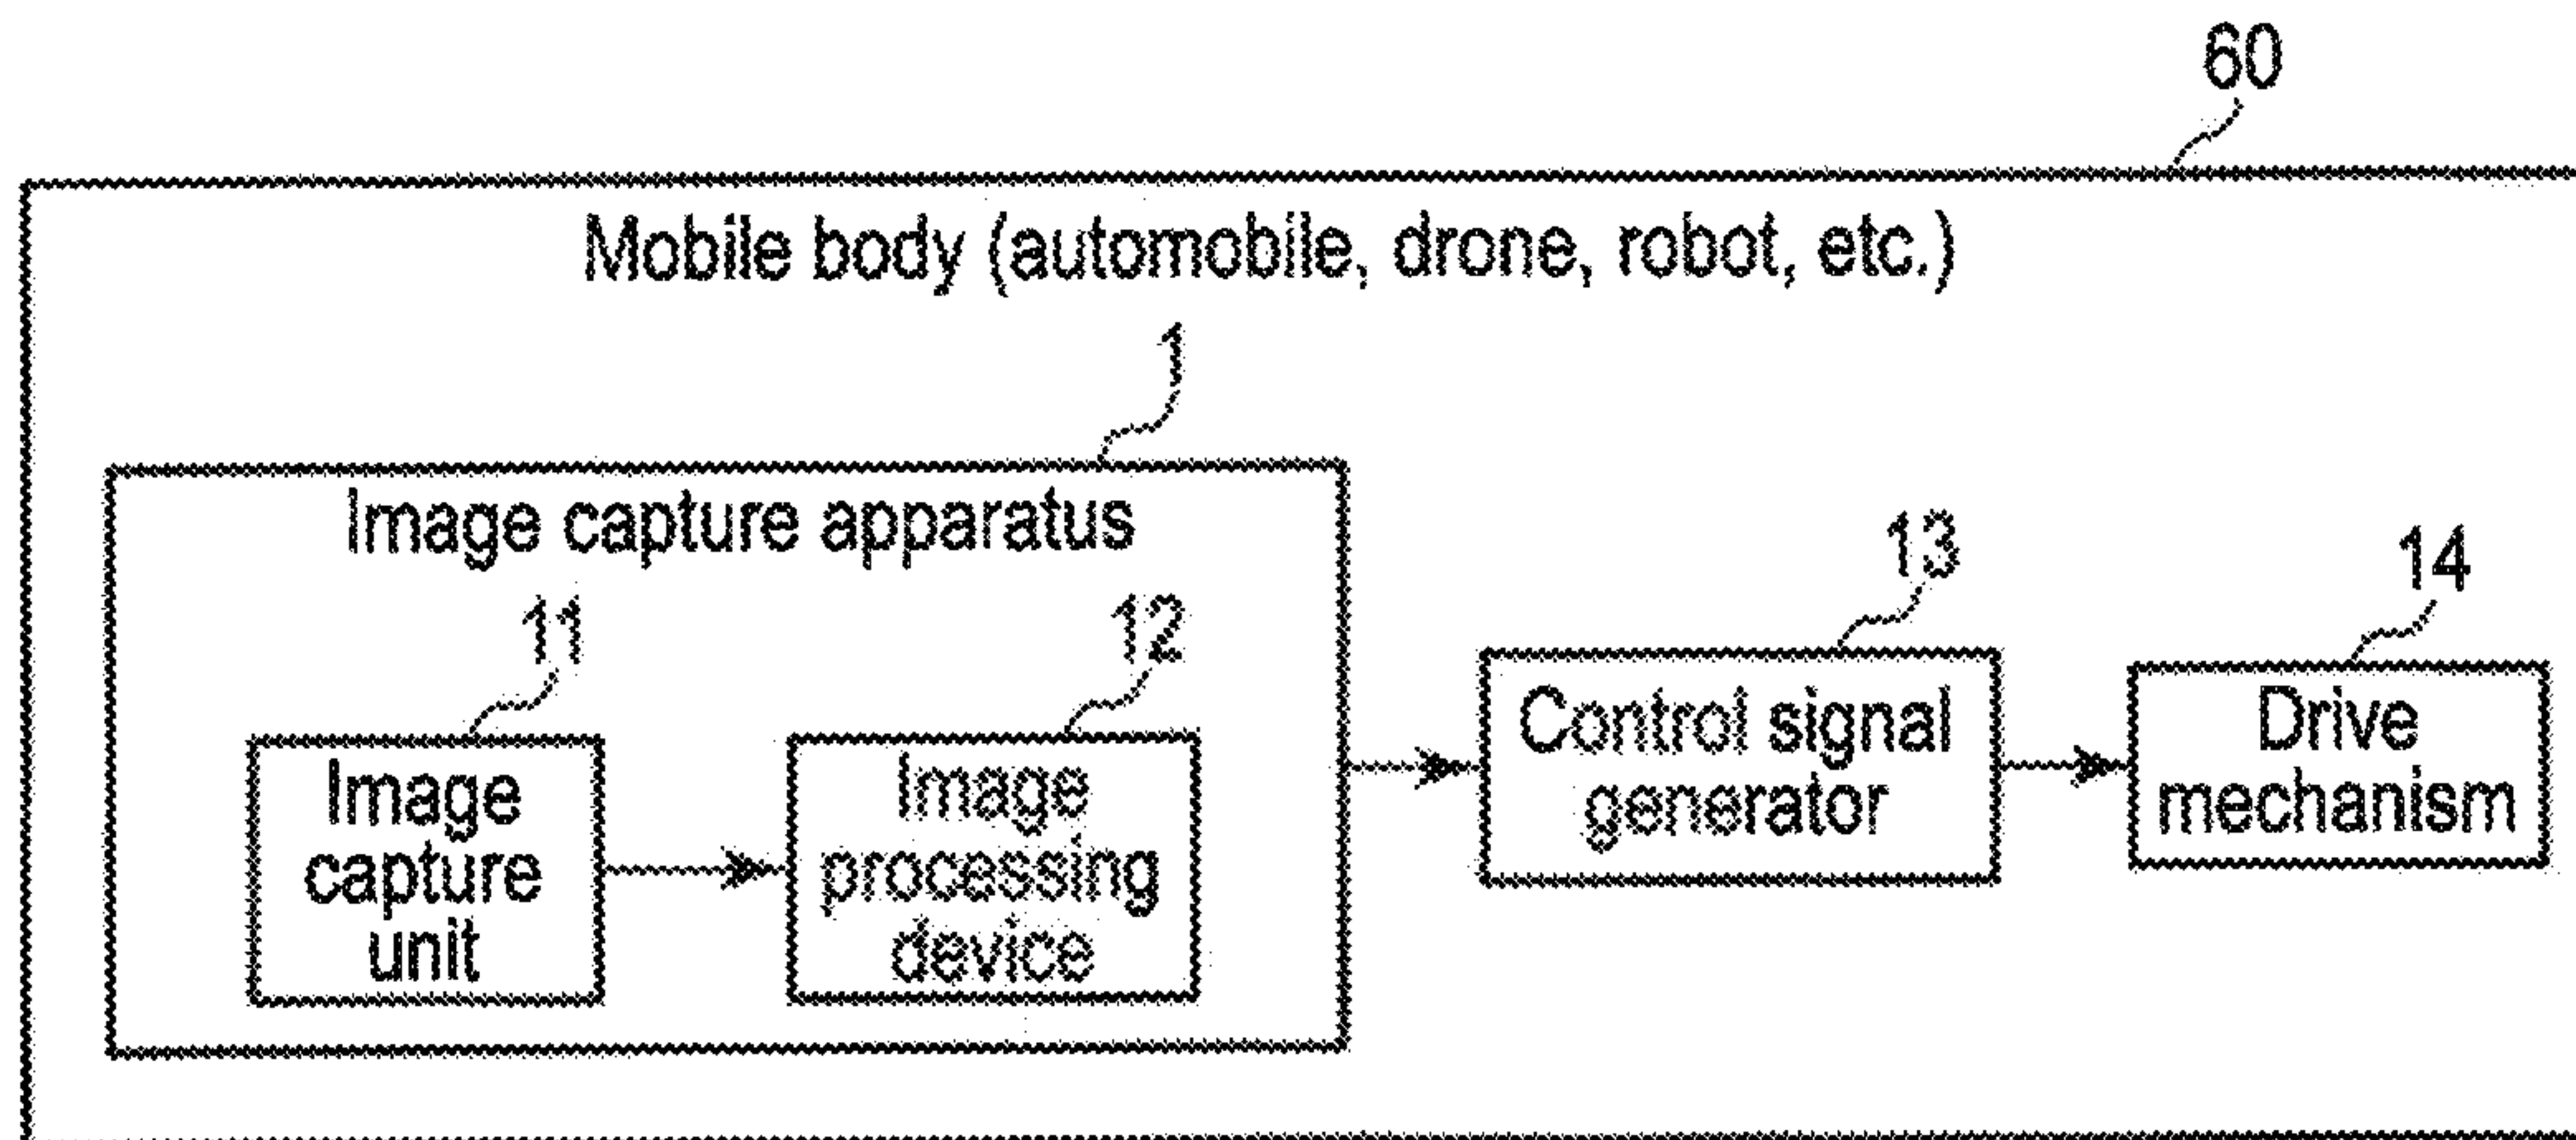 60
Mobile body (automobile, drone, robot, etc.)
1
Image capture apparatus
11
12
13
14
Image
capture
unit
Image
processing
device
Control signal
generator
Drive
mechanism